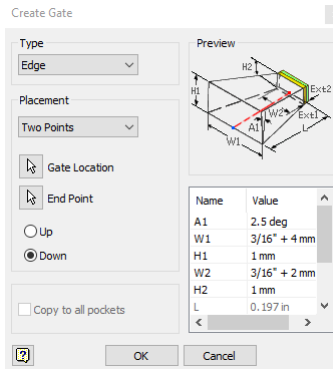 Create Gate
Type
Edge
Placement
Two Points
Gate Location
End Point
Up
Down
Copy to all pockets
Preview
H2
H1
Ext2
W2
Ext1
A1
L
W1
Name Value
A1 2.5 deg
W1 3/16" + 4 mm
H1 1 mm
W2 3/16" + 2 mm
H2 1 mm
L 0.197 in
?
OK
Cancel